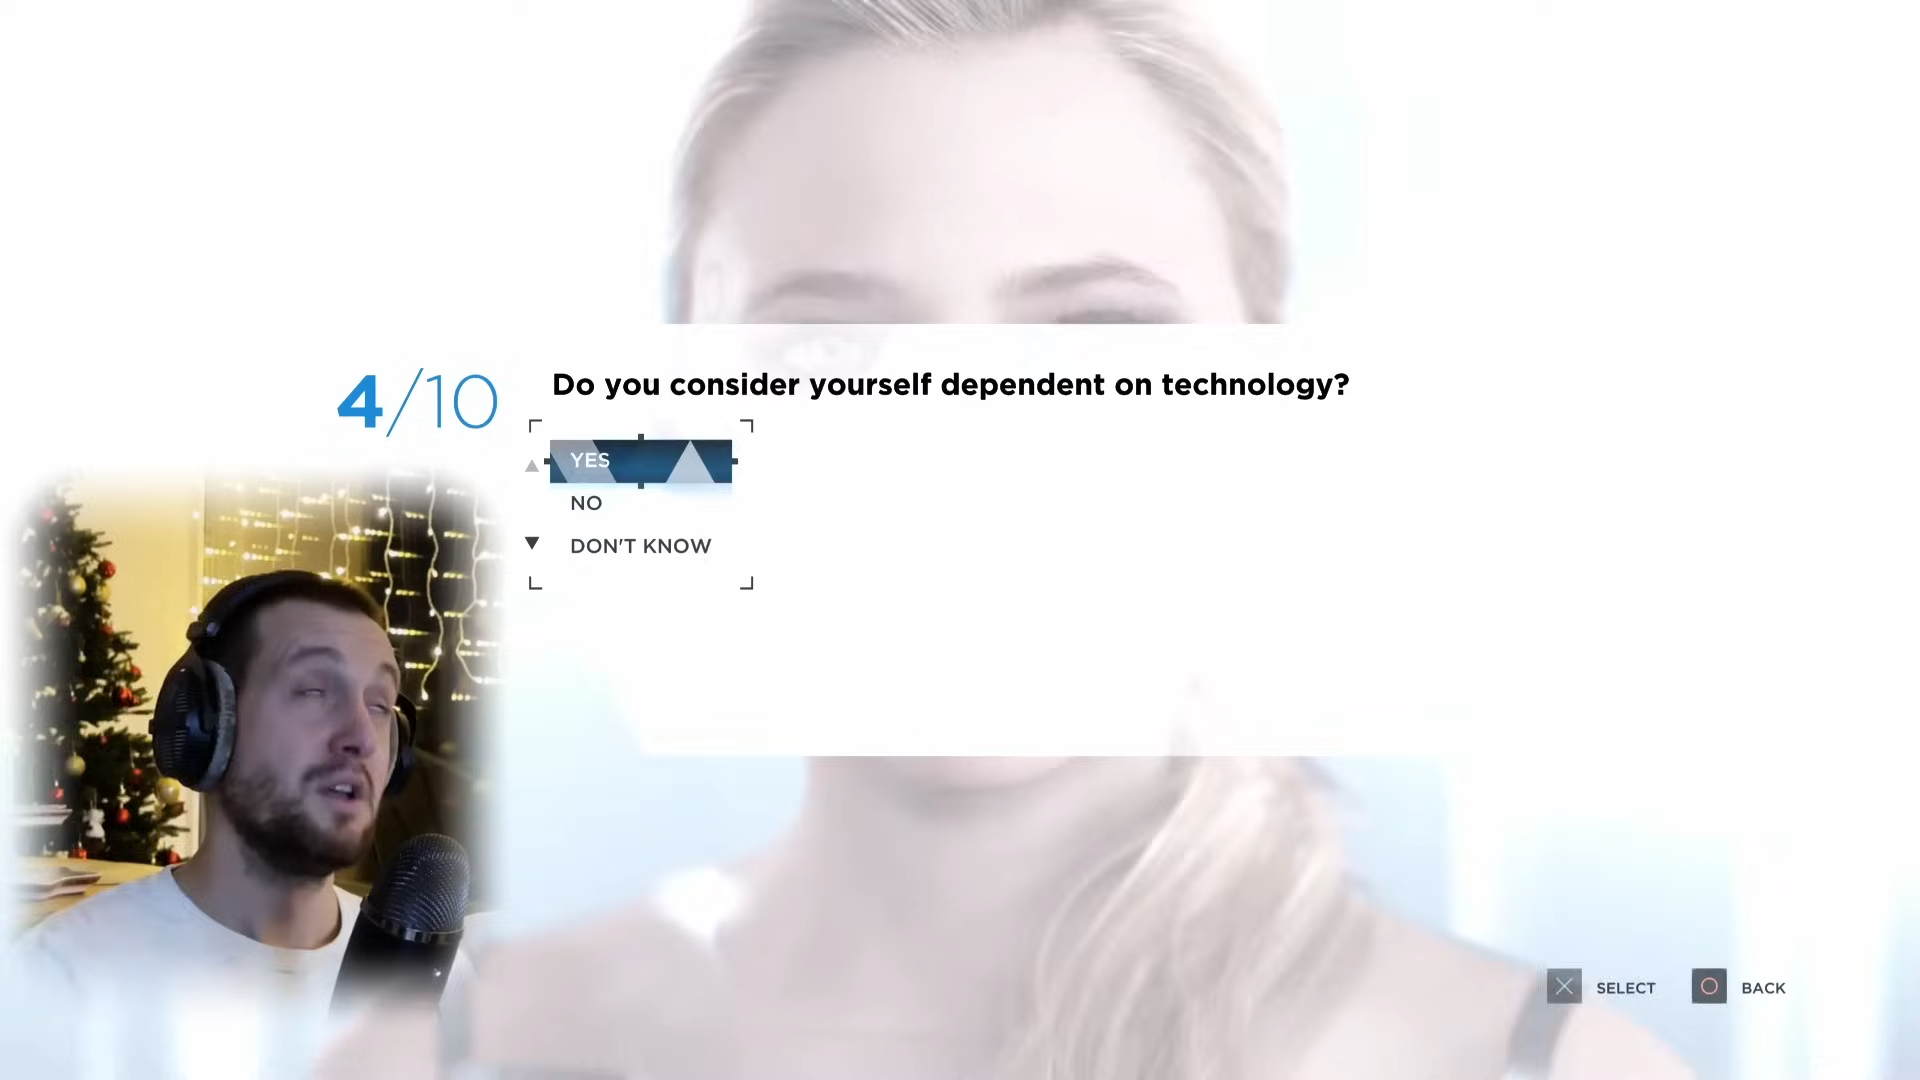 4/10
Do you consider yourself dependent on technology?
YES
NO
DON'T KNOW
SELECT
BACK